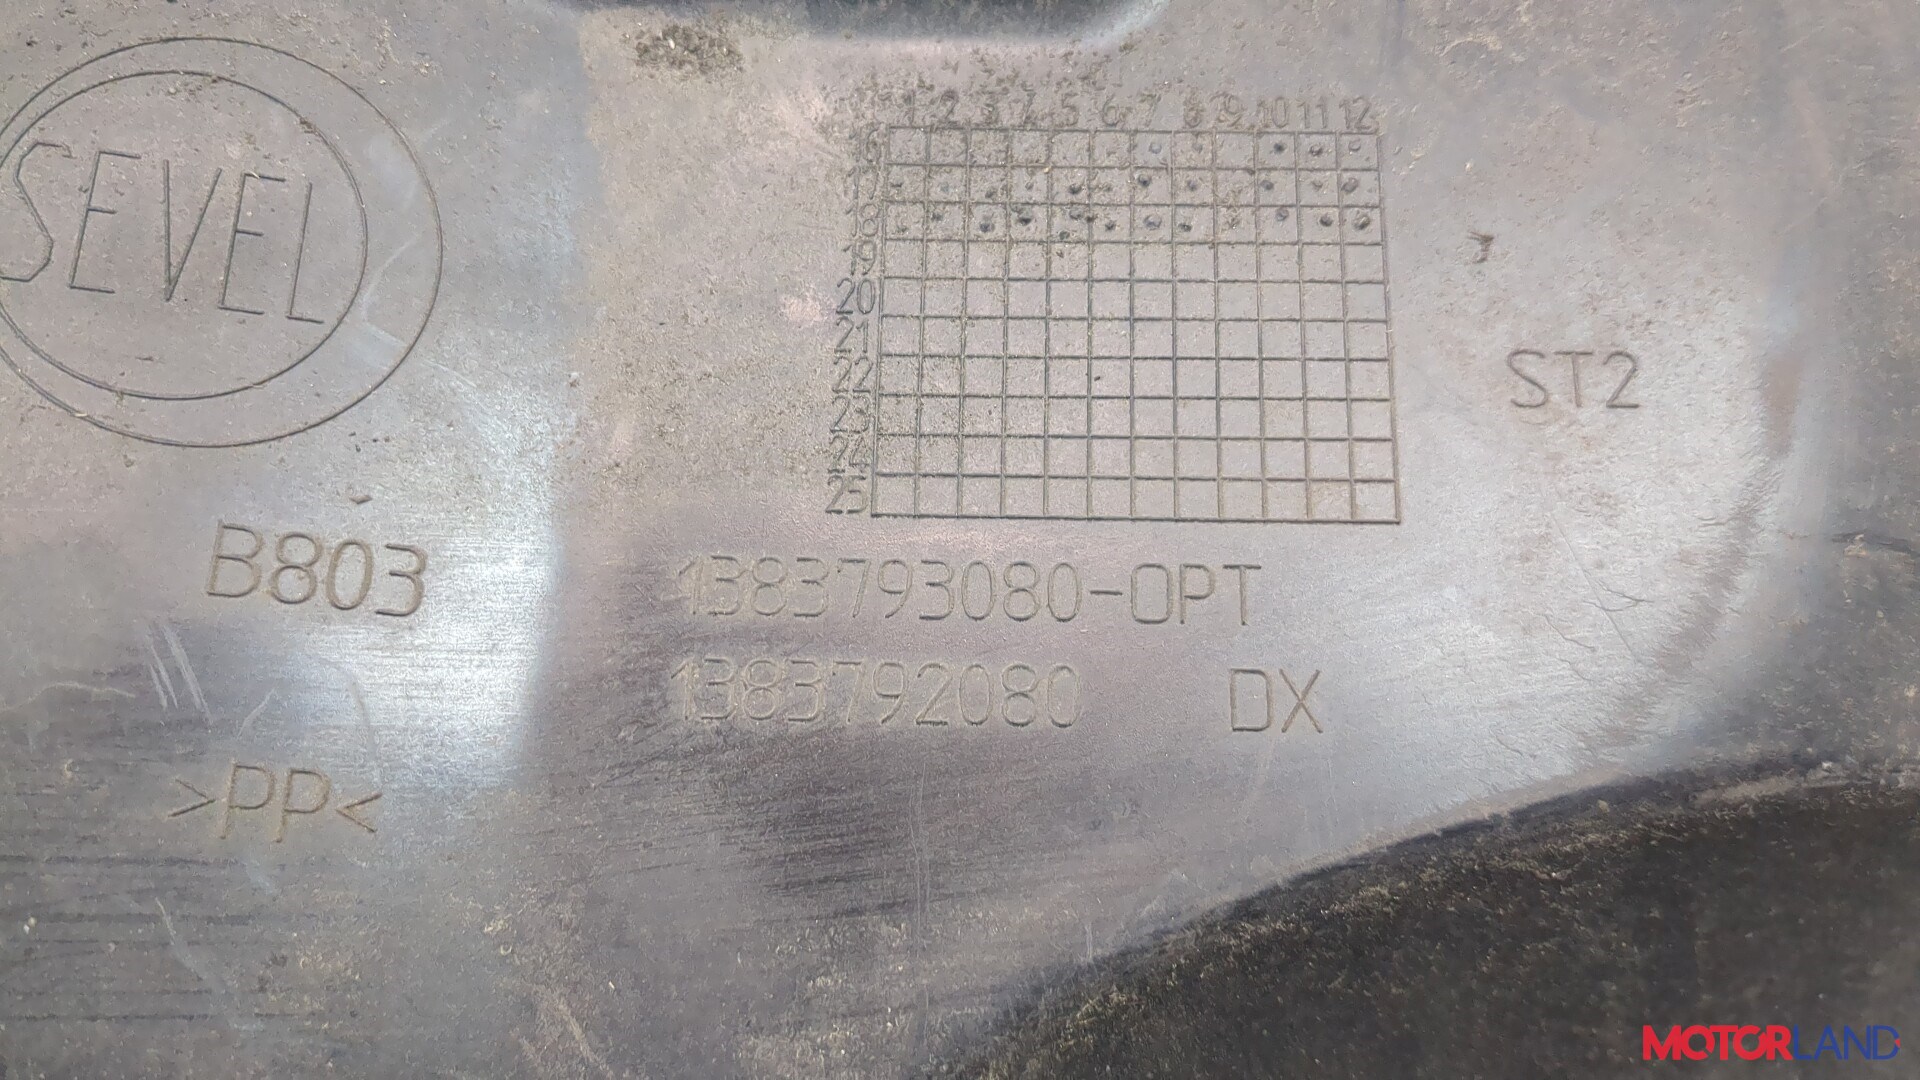 SEVEL
1 2 3 4 5 6 7 8 9 10 11 12
16
17
18
19
20
21
22
23
24
25
ST2
B803
1383793080-OPT
1383792080 DX
>PP<
MOTORLAND